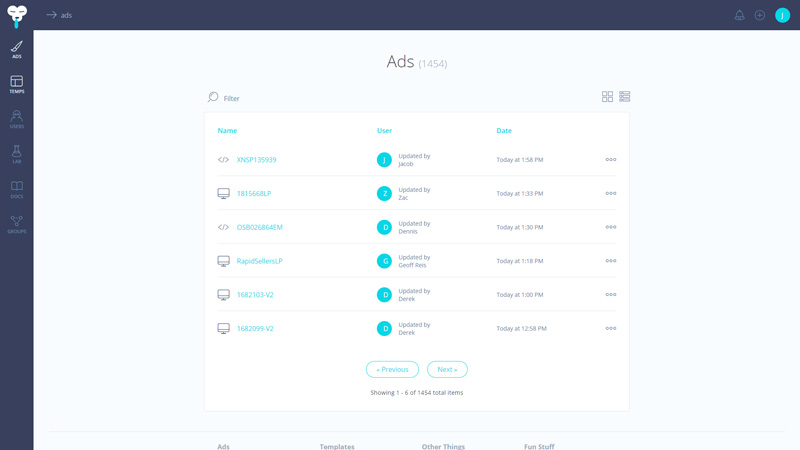 ads
J
ADS
TEMPS
USERS
LAB
DOCS
GROUPS
Ads (1454)
Filter
Name User Date
XNSP135939 J Updated by Jacob Today at 1:58 PM
1815668LP Z Updated by Zac Today at 1:33 PM
OSB026864EM D Updated by Dennis Today at 1:30 PM
RapidSellersLP G Updated by Geoff Reis Today at 1:18 PM
1682103-V2 D Updated by Derek Today at 1:00 PM
1682099-V2 D Updated by Derek Today at 12:58 PM
« Previous Next »
Showing 1 - 6 of 1454 total items
Ads Templates Other Things Fun Stuff